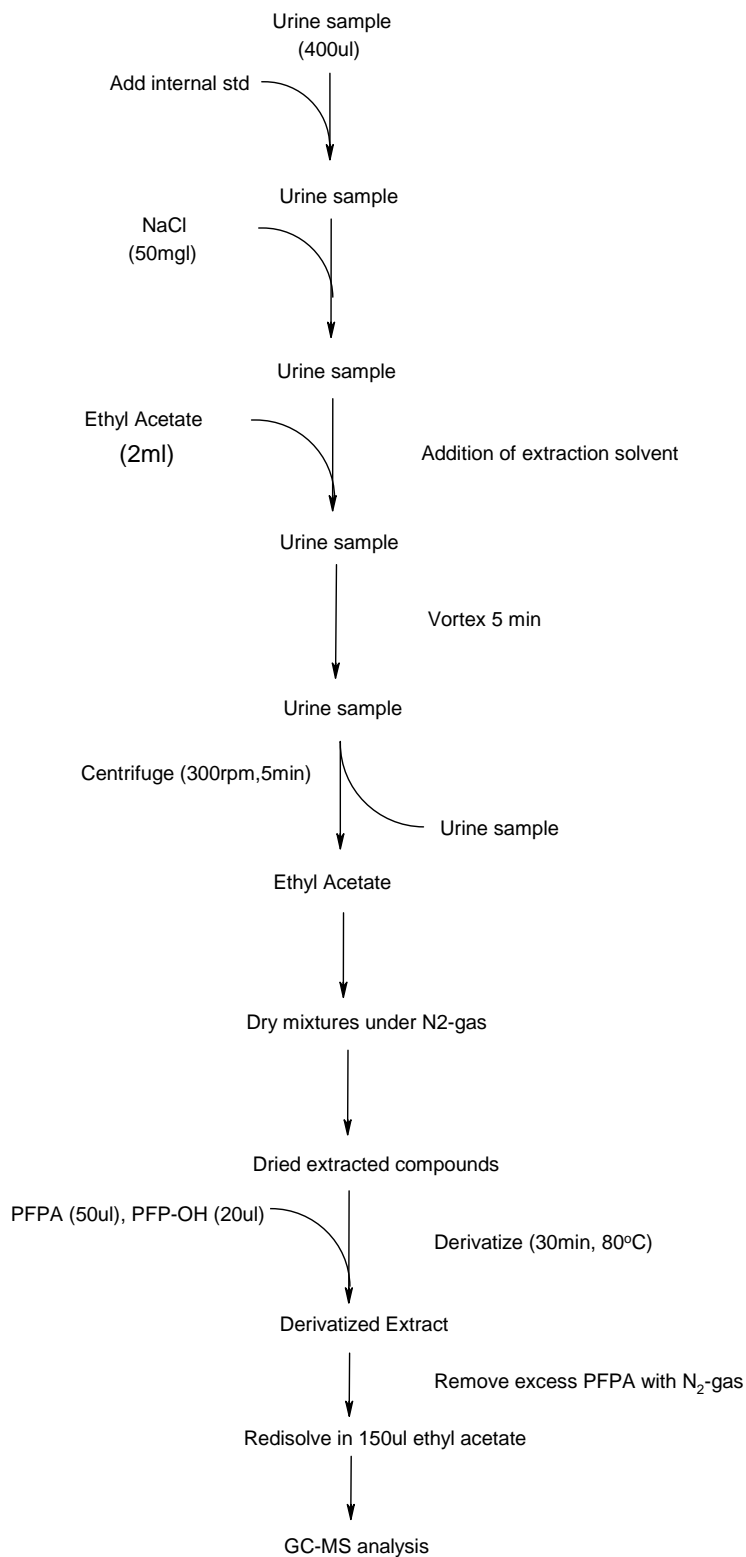 Urine sample
(400ul)
Add internal std
Urine sample
NaCl
(50mgl)
Urine sample
Ethyl Acetate
(2ml)
Addition of extraction solvent
Urine sample
Vortex 5 min
Urine sample
Centrifuge (300rpm,5min)
Urine sample
Ethyl Acetate
Dry mixtures under N2-gas
Dried extracted compounds
PFPA (50ul), PFP-OH (20ul)
Derivatize (30min, 80°C)
Derivatized Extract
Remove excess PFPA with N₂-gas
Redisolve in 150ul ethyl acetate
GC-MS analysis